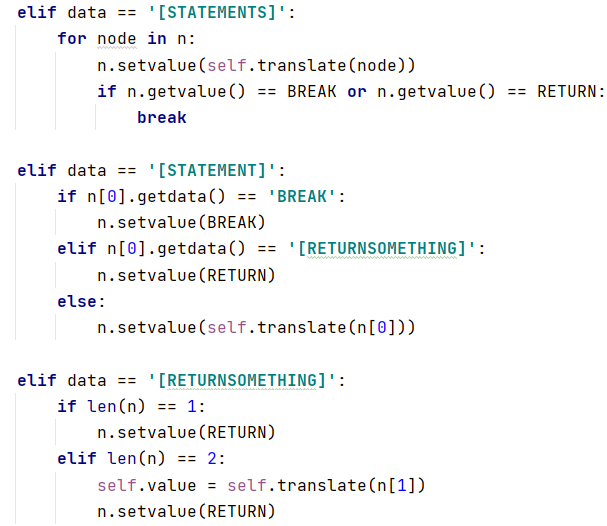 elif data == '[STATEMENTS]':
    for node in n:
        n.setvalue(self.translate(node))
        if n.getvalue() == BREAK or n.getvalue() == RETURN:
            break

elif data == '[STATEMENT]':
    if n[0].getdata() == 'BREAK':
        n.setvalue(BREAK)
    elif n[0].getdata() == '[RETURNSOMETHING]':
        n.setvalue(RETURN)
    else:
        n.setvalue(self.translate(n[0]))

elif data == '[RETURNSOMETHING]':
    if len(n) == 1:
        n.setvalue(RETURN)
    elif len(n) == 2:
        self.value = self.translate(n[1])
        n.setvalue(RETURN)